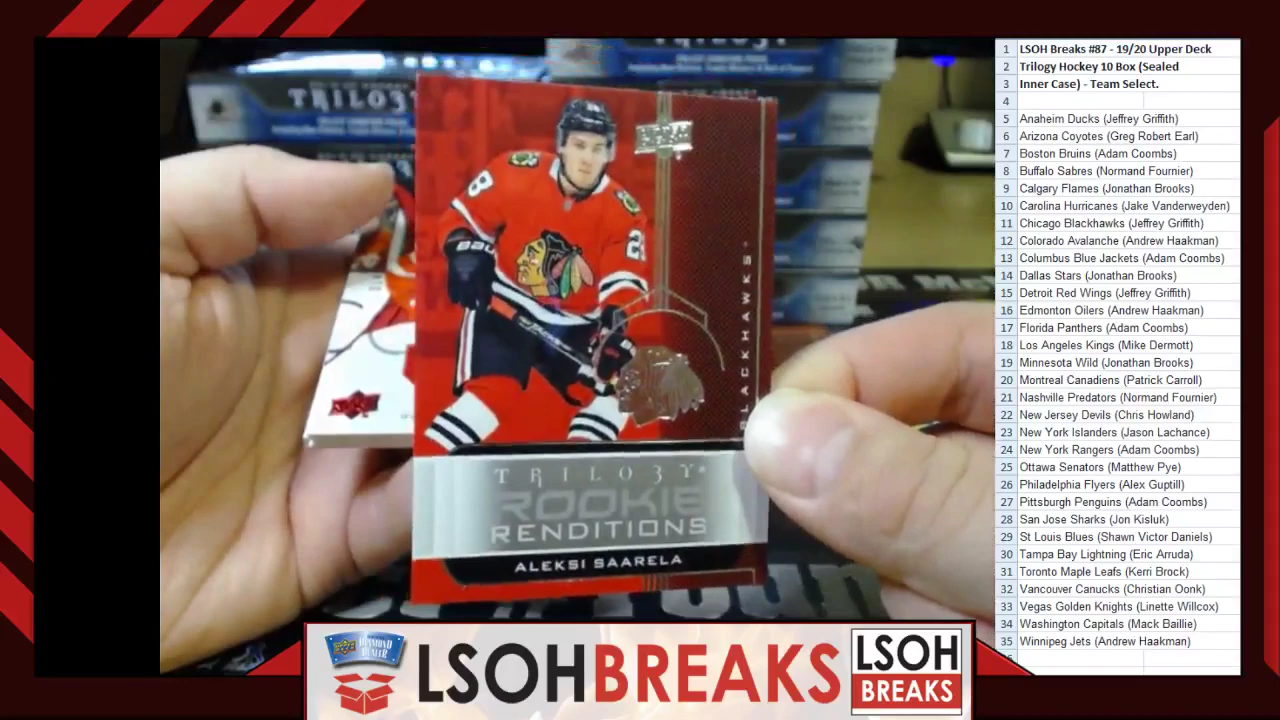 TRILO3Y
TRILO3Y
28
BAU
28
UPPER DECK
BLACKHAWKS
TRILO3Y
ROOKIE
RENDITIONS
ALEKSI SAARELA
1 LSOH Breaks #87 - 19/20 Upper Deck
2 Trilogy Hockey 10 Box (Sealed
3 Inner Case) - Team Select.
4
5 Anaheim Ducks (Jeffrey Griffith)
6 Arizona Coyotes (Greg Robert Earl)
7 Boston Bruins (Adam Coombs)
8 Buffalo Sabres (Normand Fournier)
9 Calgary Flames (Jonathan Brooks)
10 Carolina Hurricanes (Jake Vanderweyden)
11 Chicago Blackhawks (Jeffrey Griffith)
12 Colorado Avalanche (Andrew Haakman)
13 Columbus Blue Jackets (Adam Coombs)
14 Dallas Stars (Jonathan Brooks)
15 Detroit Red Wings (Jeffrey Griffith)
16 Edmonton Oilers (Andrew Haakman)
17 Florida Panthers (Adam Coombs)
18 Los Angeles Kings (Mike Dermott)
19 Minnesota Wild (Jonathan Brooks)
20 Montreal Canadiens (Patrick Carroll)
21 Nashville Predators (Normand Fournier)
22 New Jersey Devils (Chris Howland)
23 New York Islanders (Jason Lachance)
24 New York Rangers (Adam Coombs)
25 Ottawa Senators (Matthew Pye)
26 Philadelphia Flyers (Alex Guptill)
27 Pittsburgh Penguins (Adam Coombs)
28 San Jose Sharks (Jon Kisluk)
29 St Louis Blues (Shawn Victor Daniels)
30 Tampa Bay Lightning (Eric Arruda)
31 Toronto Maple Leafs (Kerri Brock)
32 Vancouver Canucks (Christian Oonk)
33 Vegas Golden Knights (Linette Willcox)
34 Washington Capitals (Mack Baillie)
35 Winnipeg Jets (Andrew Haakman)
DIAMOND
DEALER
LSOHBREAKS
LSOH
BREAKS